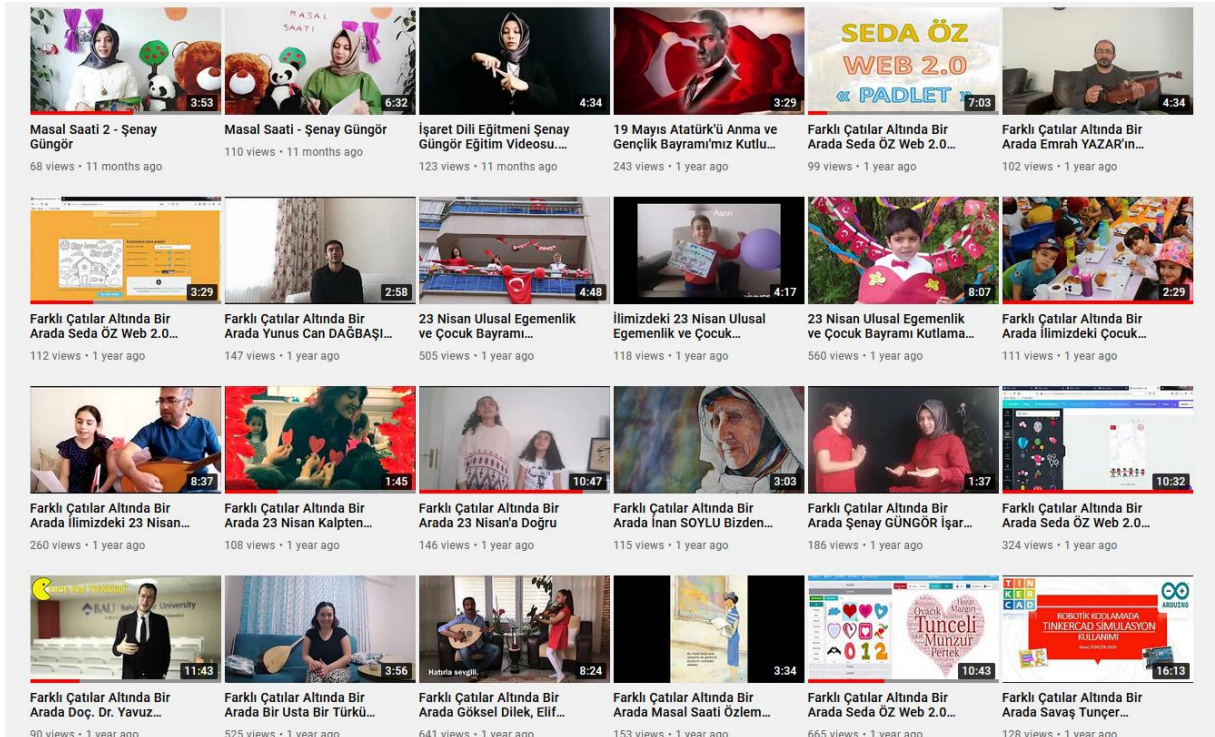 MASAL
SAATİ
3:53
6:32
4:34
3:29
SEDA ÖZ
WEB 2.0
« PADLET »
7:03
4:34
Masal Saati 2 - Şenay
Güngör
68 views • 11 months ago
Masal Saati - Şenay Güngör
110 views • 11 months ago
İşaret Dili Eğitmeni Şenay
Güngör Eğitim Videosu....
123 views • 11 months ago
19 Mayıs Atatürk'ü Anma ve
Gençlik Bayramı'mız Kutlu...
243 views • 1 year ago
Farklı Çatılar Altında Bir
Arada Seda ÖZ Web 2.0...
99 views • 1 year ago
Farklı Çatılar Altında Bir
Arada Emrah YAZAR'ın...
102 views • 1 year ago
3:29
2:58
4:48
4:17
8:07
2:29
Farklı Çatılar Altında Bir
Arada Seda ÖZ Web 2.0...
112 views • 1 year ago
Farklı Çatılar Altında Bir
Arada Yunus Can DAĞBAŞI...
147 views • 1 year ago
23 Nisan Ulusal Egemenlik
ve Çocuk Bayramı...
505 views • 1 year ago
İlimizdeki 23 Nisan Ulusal
Egemenlik ve Çocuk...
118 views • 1 year ago
23 Nisan Ulusal Egemenlik
ve Çocuk Bayramı Kutlama...
560 views • 1 year ago
Farklı Çatılar Altında Bir
Arada İlimizdeki Çocuk...
111 views • 1 year ago
8:37
1:45
10:47
3:03
1:37
10:32
Farklı Çatılar Altında Bir
Arada İlimizdeki 23 Nisan...
260 views • 1 year ago
Farklı Çatılar Altında Bir
Arada 23 Nisan Kalpten...
108 views • 1 year ago
Farklı Çatılar Altında Bir
Arada 23 Nisan'a Doğru
146 views • 1 year ago
Farklı Çatılar Altında Bir
Arada İnan SOYLU Bizden...
115 views • 1 year ago
Farklı Çatılar Altında Bir
Arada Şenay GÜNGÖR İşar...
186 views • 1 year ago
Farklı Çatılar Altında Bir
Arada Seda ÖZ Web 2.0...
324 views • 1 year ago
BAU
University
11:43
3:56
Hatırla sevgili.
8:24
3:34
Ovacık
Tunceli
Munzur
Pertek
Hozat
Mazgirt
10:43
TIN
KER
CAD
ARDUINO
ROBOTİK KODLAMADA
TINKERCAD SİMULASYON
KULLANIMI
16:13
Farklı Çatılar Altında Bir
Arada Doç. Dr. Yavuz...
90 views • 1 year ago
Farklı Çatılar Altında Bir
Arada Bir Usta Bir Türkü...
525 views • 1 year ago
Farklı Çatılar Altında Bir
Arada Göksel Dilek, Elif...
641 views • 1 year ago
Farklı Çatılar Altında Bir
Arada Masal Saati Özlem...
153 views • 1 year ago
Farklı Çatılar Altında Bir
Arada Seda ÖZ Web 2.0...
665 views • 1 year ago
Farklı Çatılar Altında Bir
Arada Savaş Tunçer...
128 views • 1 year ago